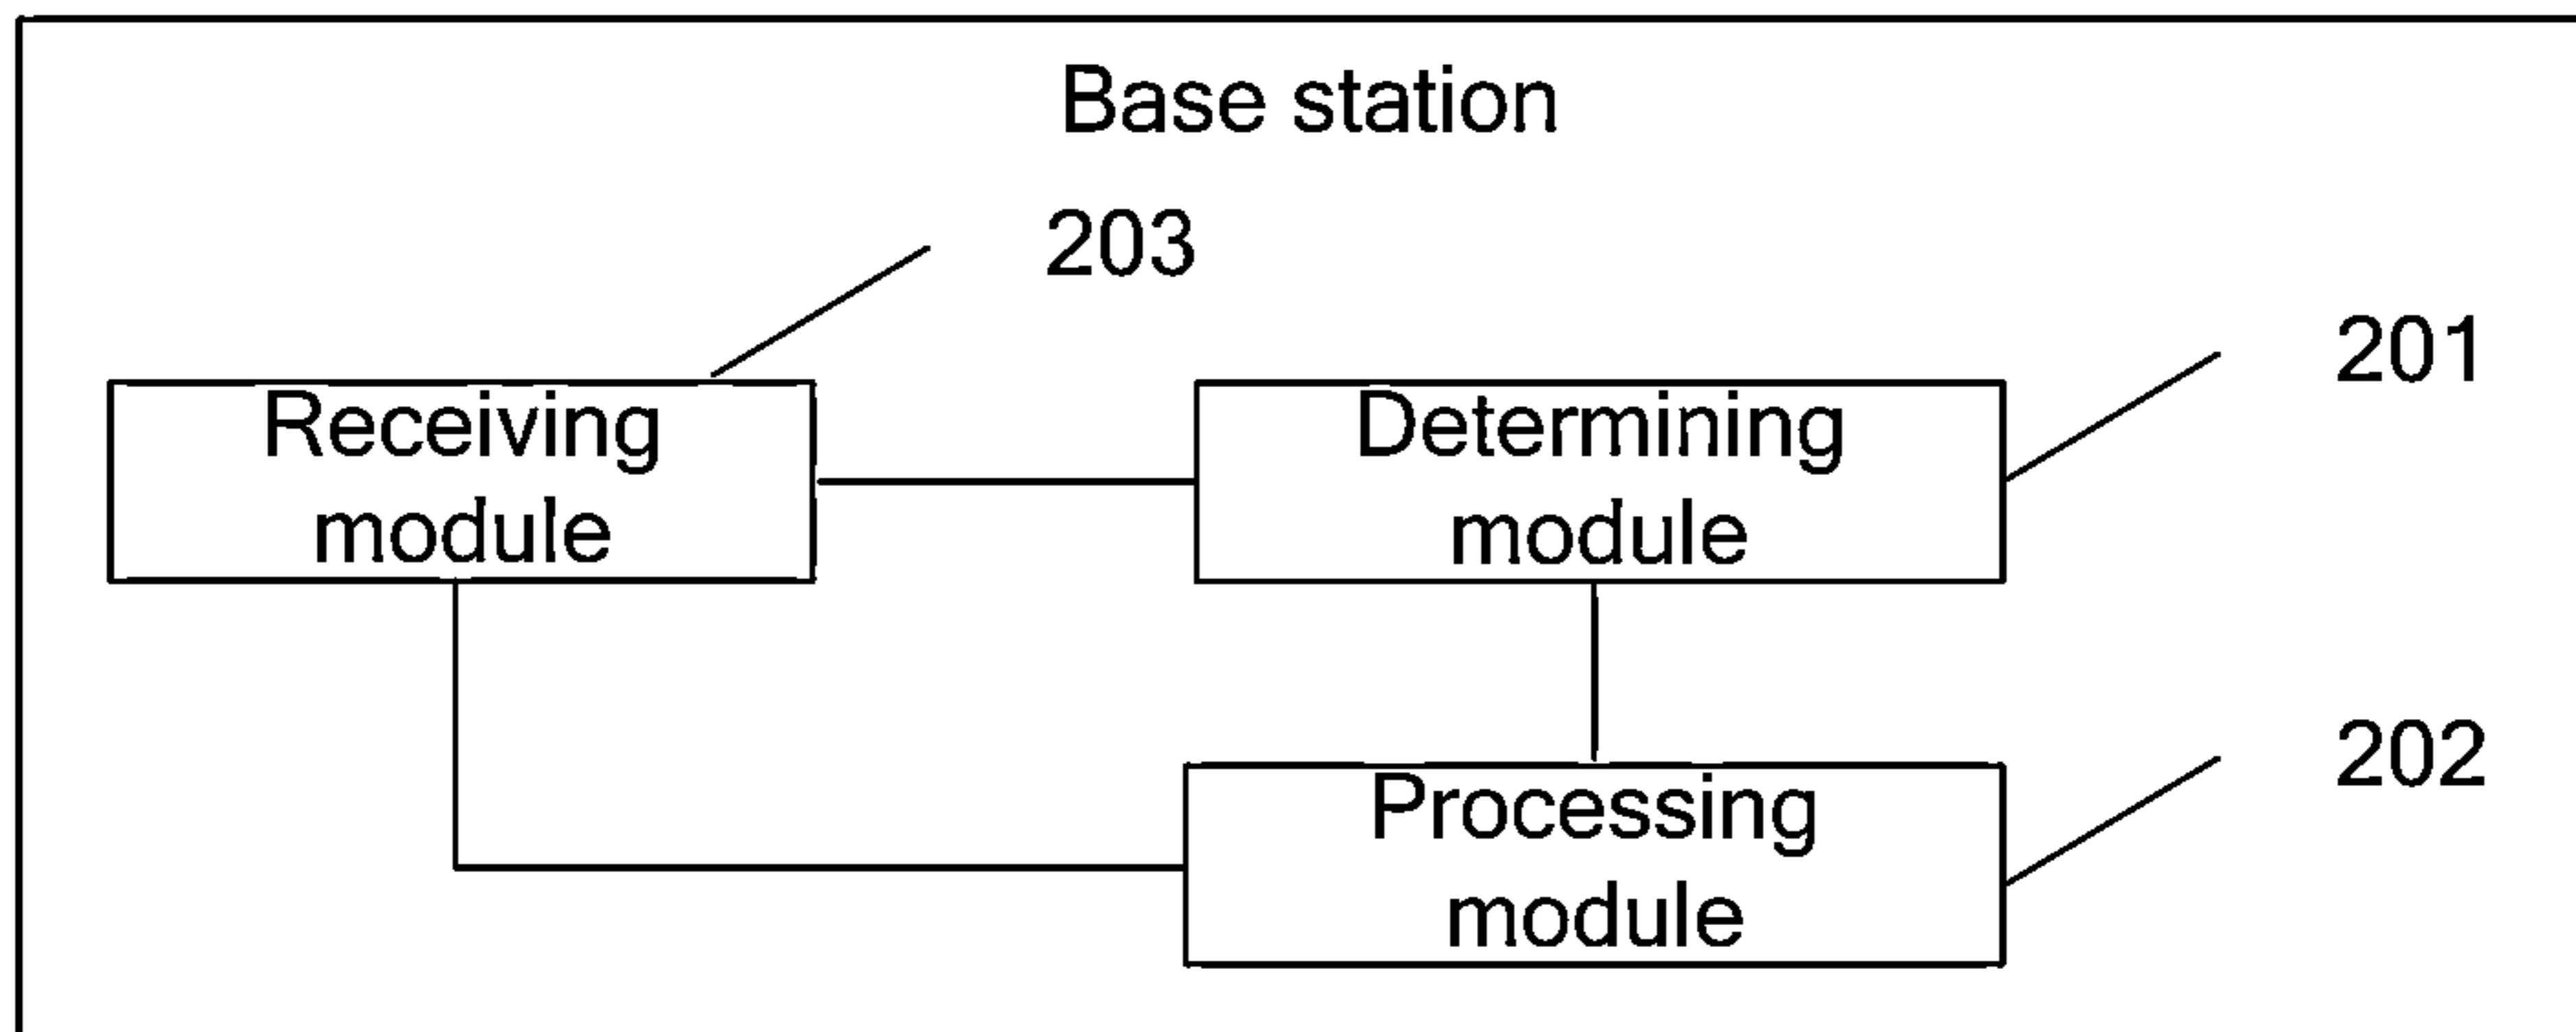 Base station
203
201
Receiving
module
Determining
module
202
Processing
module